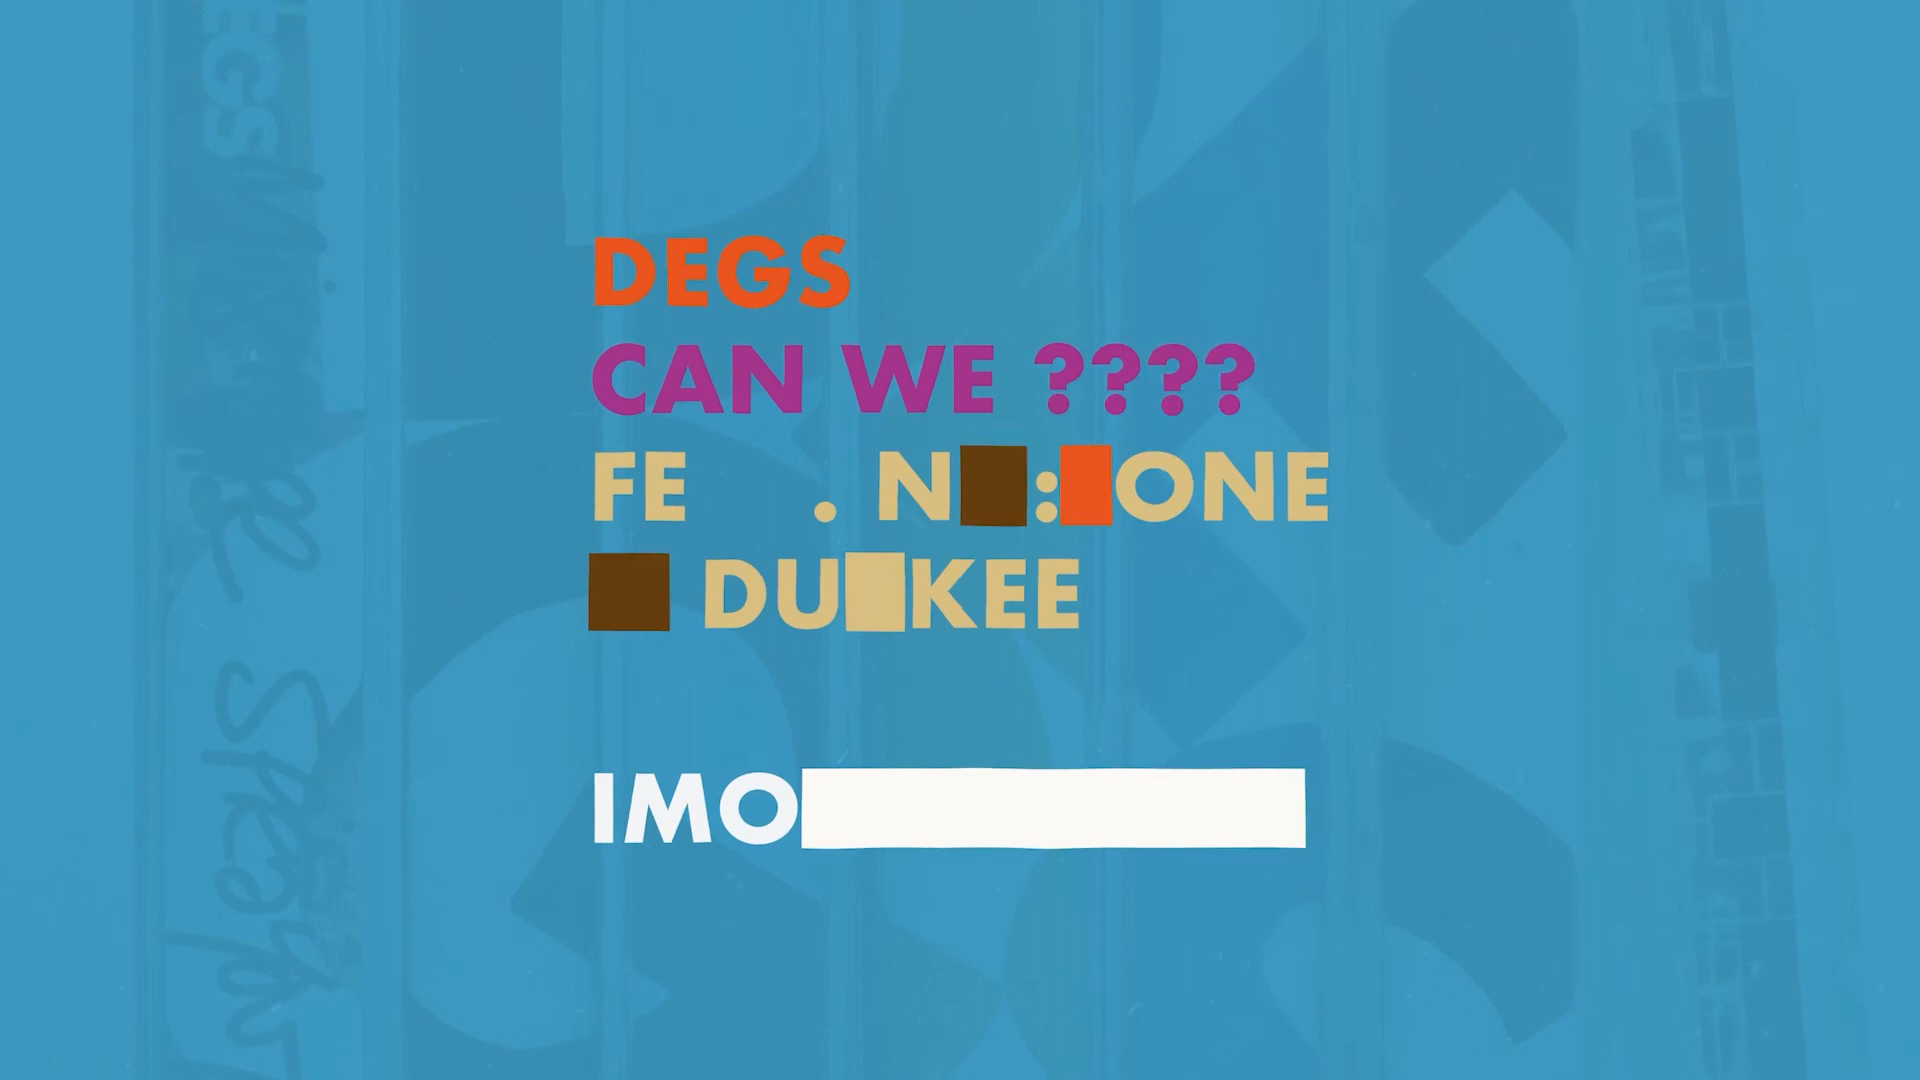 DEGS
CAN WE ????
FE . N : ONE
DU KEE
IMO